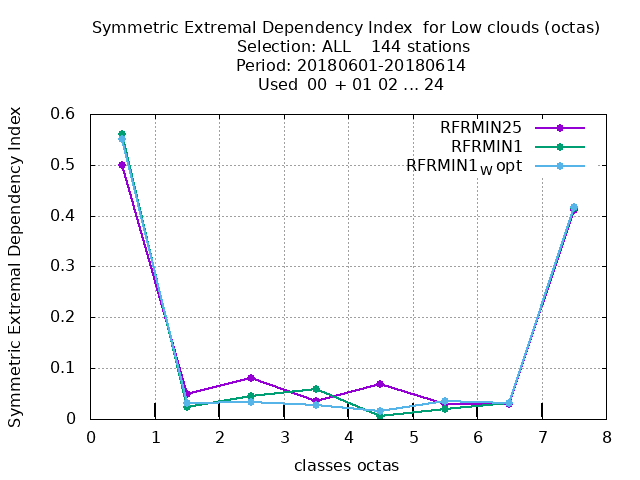 Symmetric Extremal Dependency Index  for Low clouds (octas)
Selection: ALL    144 stations
Period: 20180601-20180614
Used  00  + 01 02 ... 24
Symmetric Extremal Dependency Index
0.6
0.5
0.4
0.3
0.2
0.1
0
RFRMIN25
RFRMIN1
RFRMIN1W opt
0 1 2 3 4 5 6 7 8
classes octas